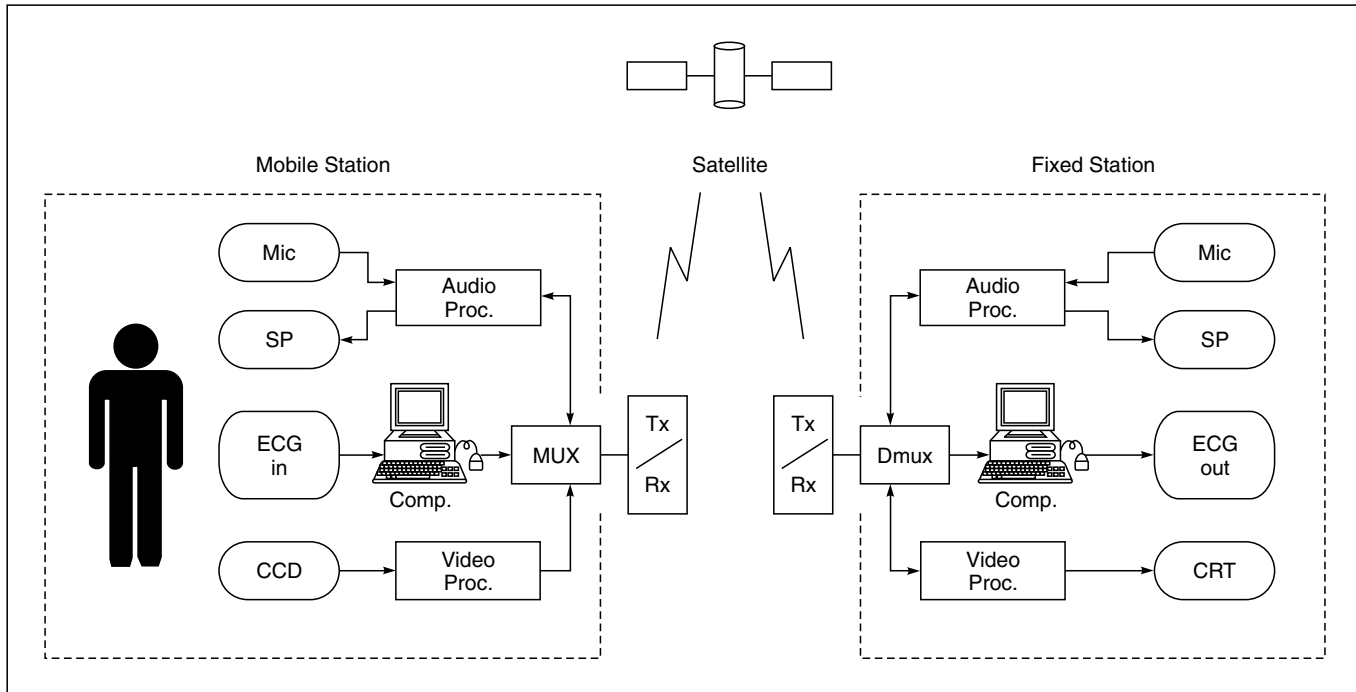 Mobile Station
Satellite
Fixed Station
Mic
Audio
Proc.
SP
ECG
in
Comp.
MUX
Tx
Rx
CCD
Video
Proc.
Tx
Rx
Dmux
Audio
Proc.
Mic
SP
Comp.
ECG
out
Video
Proc.
CRT